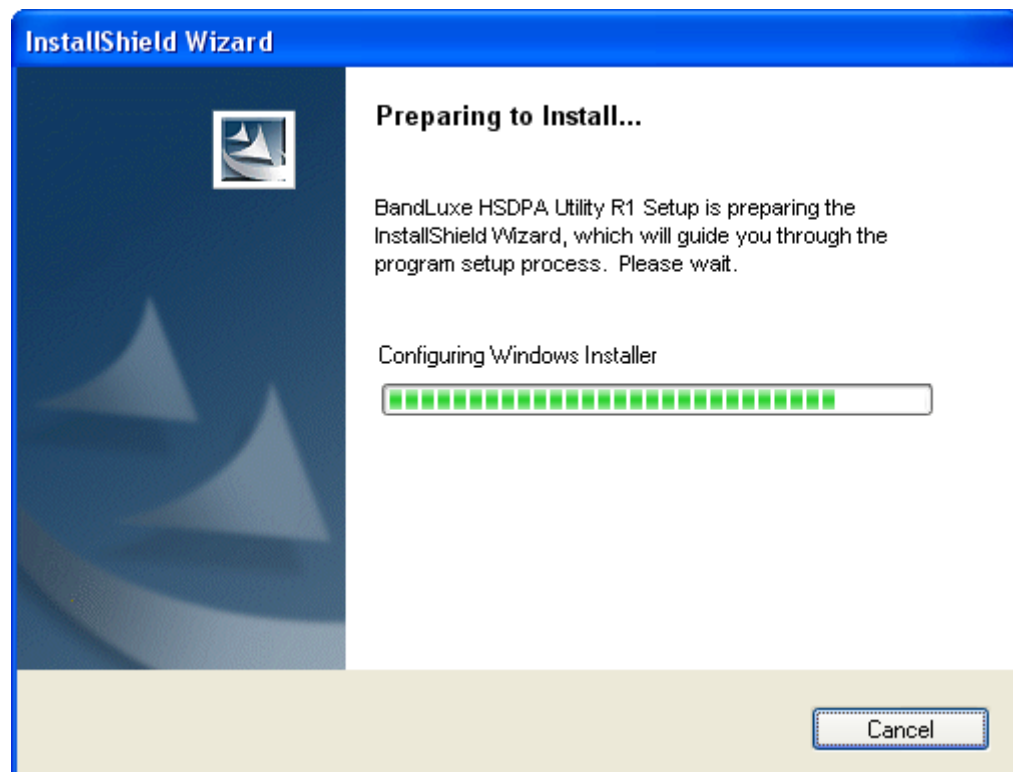 InstallShield Wizard
Preparing to Install...
BandLuxe HSDPA Utility R1 Setup is preparing the
InstallShield Wizard, which will guide you through the
program setup process.  Please wait.
Configuring Windows Installer
Cancel